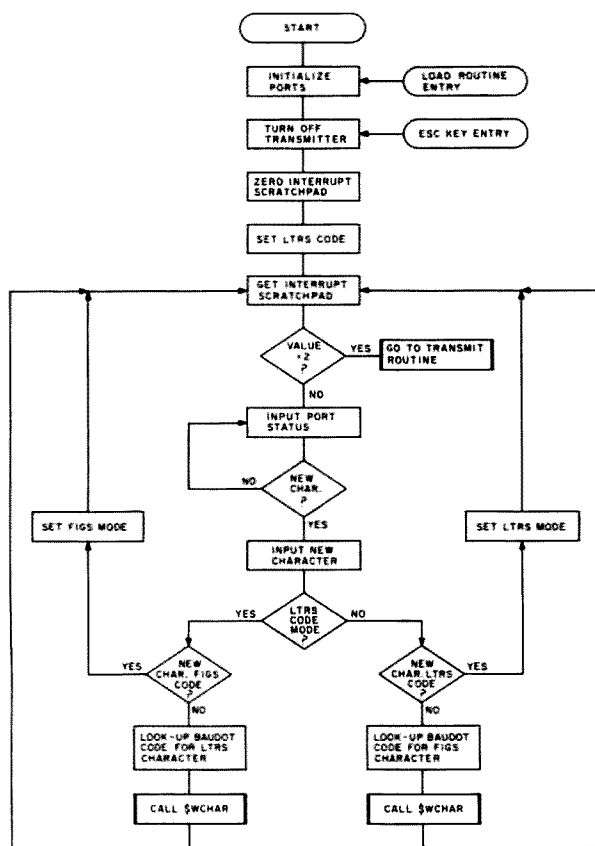 START
INITIALIZE
PORTS
LOAD ROUTINE
ENTRY
TURN OFF
TRANSMITTER
ESC KEY ENTRY
ZERO INTERRUPT
SCRATCHPAD
SET LTRS CODE
GET INTERRUPT
SCRATCHPAD
VALUE
=2
?
YES
GO TO TRANSMIT
ROUTINE
NO
INPUT PORT
STATUS
NO
NEW
CHAR.
?
YES
SET FIGS MODE
SET LTRS MODE
INPUT NEW
CHARACTER
YES
LTRS
CODE
MODE
?
NO
YES
NEW
CHAR. FIGS
CODE
?
NO
NEW
CHAR. LTRS
CODE
?
YES
NO
LOOK-UP BAUDOT
CODE FOR LTRS
CHARACTER
LOOK-UP BAUDOT
CODE FOR FIGS
CHARACTER
CALL $WCHAR
CALL $WCHAR